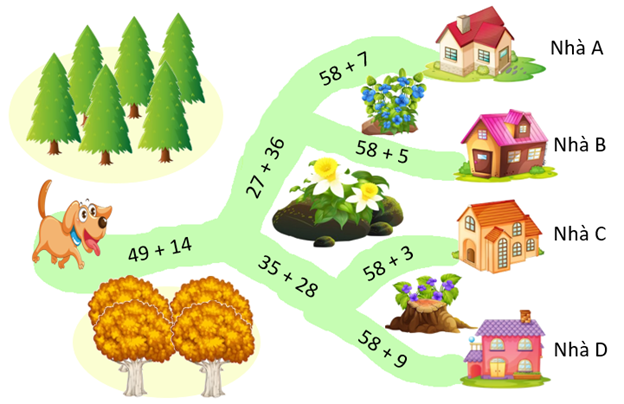 58 + 7
Nhà A
58 + 5
Nhà B
27 + 36
49 + 14
35 + 28
58 + 3
Nhà C
58 + 9
Nhà D